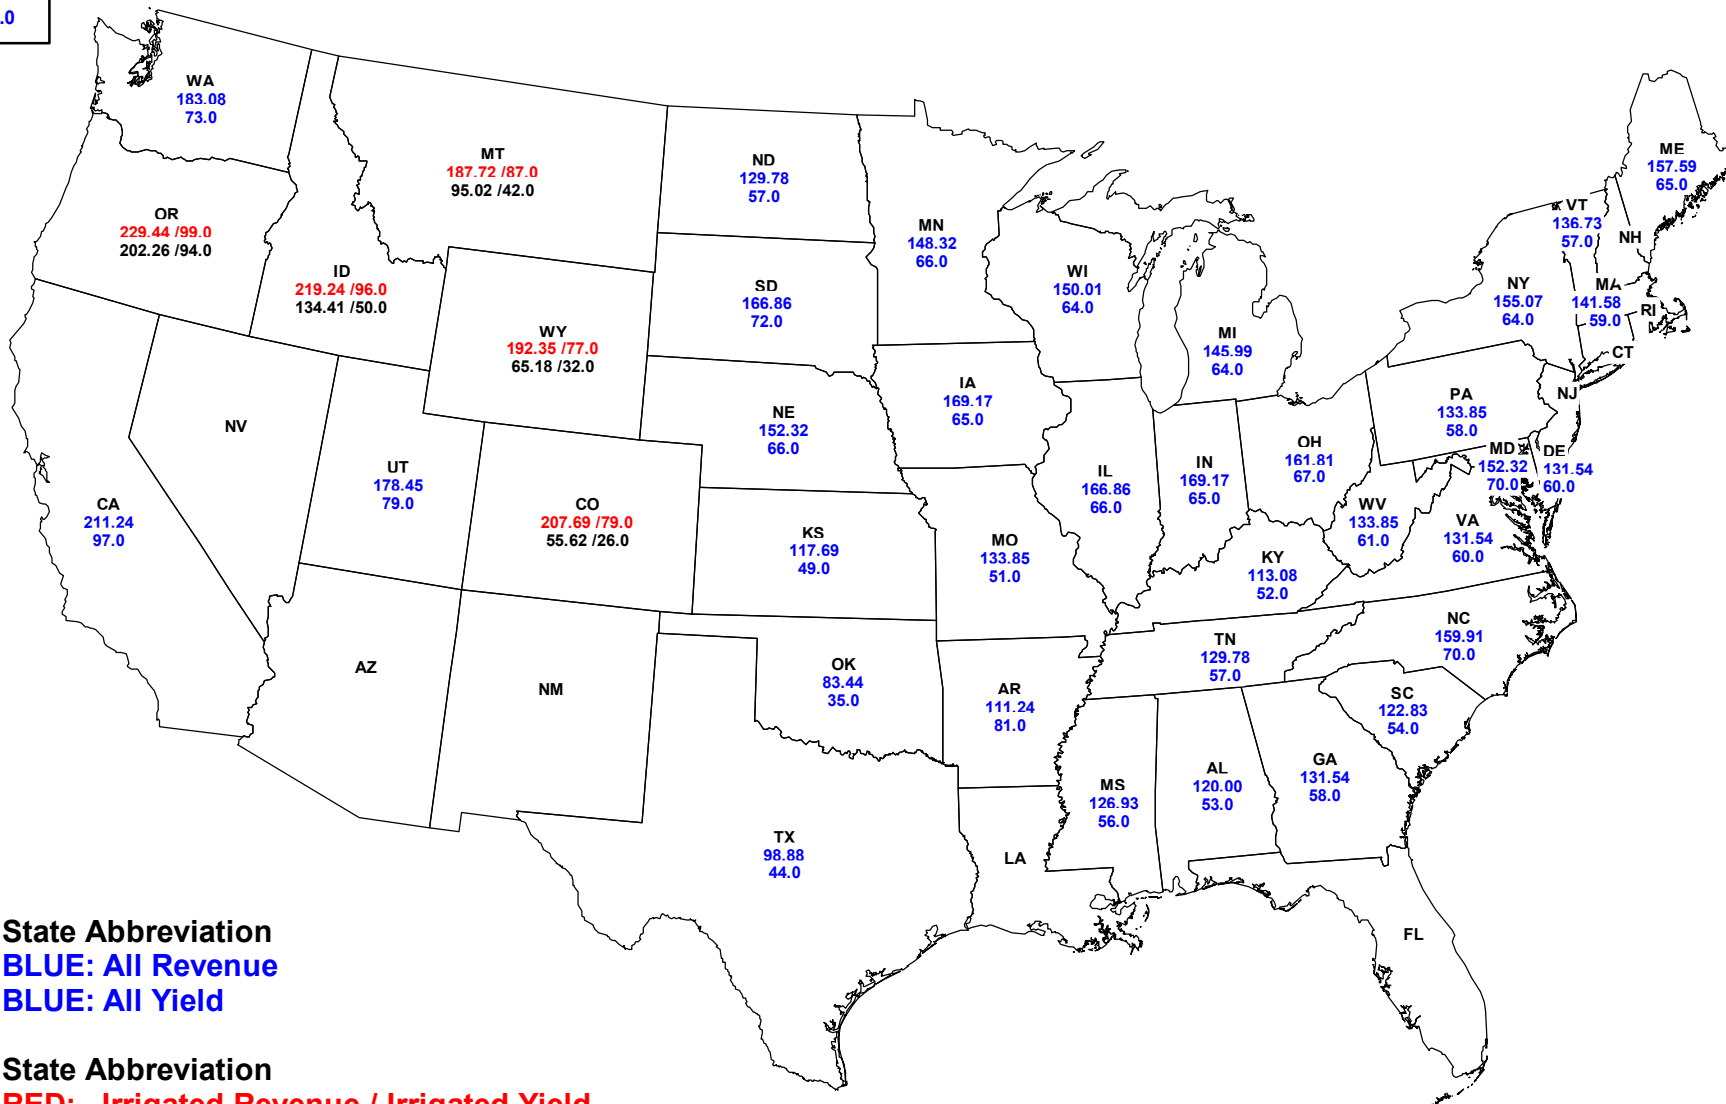 .0
WA
183.08
73.0
OR
229.44 /99.0
202.26 /94.0
ID
219.24 /96.0
134.41 /50.0
MT
187.72 /87.0
95.02 /42.0
WY
192.35 /77.0
65.18 /32.0
ND
129.78
57.0
SD
166.86
72.0
NE
152.32
66.0
MN
148.32
66.0
WI
150.01
64.0
MI
145.99
64.0
IA
169.17
65.0
CA
211.24
97.0
NV
UT
178.45
79.0
CO
207.69 /79.0
55.62 /26.0
KS
117.69
49.0
MO
133.85
51.0
IL
166.86
66.0
IN
169.17
65.0
OH
161.81
67.0
KY
113.08
52.0
WV
133.85
61.0
VA
131.54
60.0
PA
133.85
58.0
MD
152.32
70.0
DE
131.54
60.0
NJ
NY
155.07
64.0
CT
RI
MA
141.58
59.0
VT
136.73
57.0
NH
ME
157.59
65.0
AZ
NM
OK
83.44
35.0
TX
98.88
44.0
AR
111.24
81.0
LA
MS
126.93
56.0
AL
120.00
53.0
TN
129.78
57.0
GA
131.54
58.0
NC
159.91
70.0
SC
122.83
54.0
FL
State Abbreviation
BLUE: All Revenue
BLUE: All Yield
State Abbreviation
RED: Irrigated Revenue / Irrigated Yield